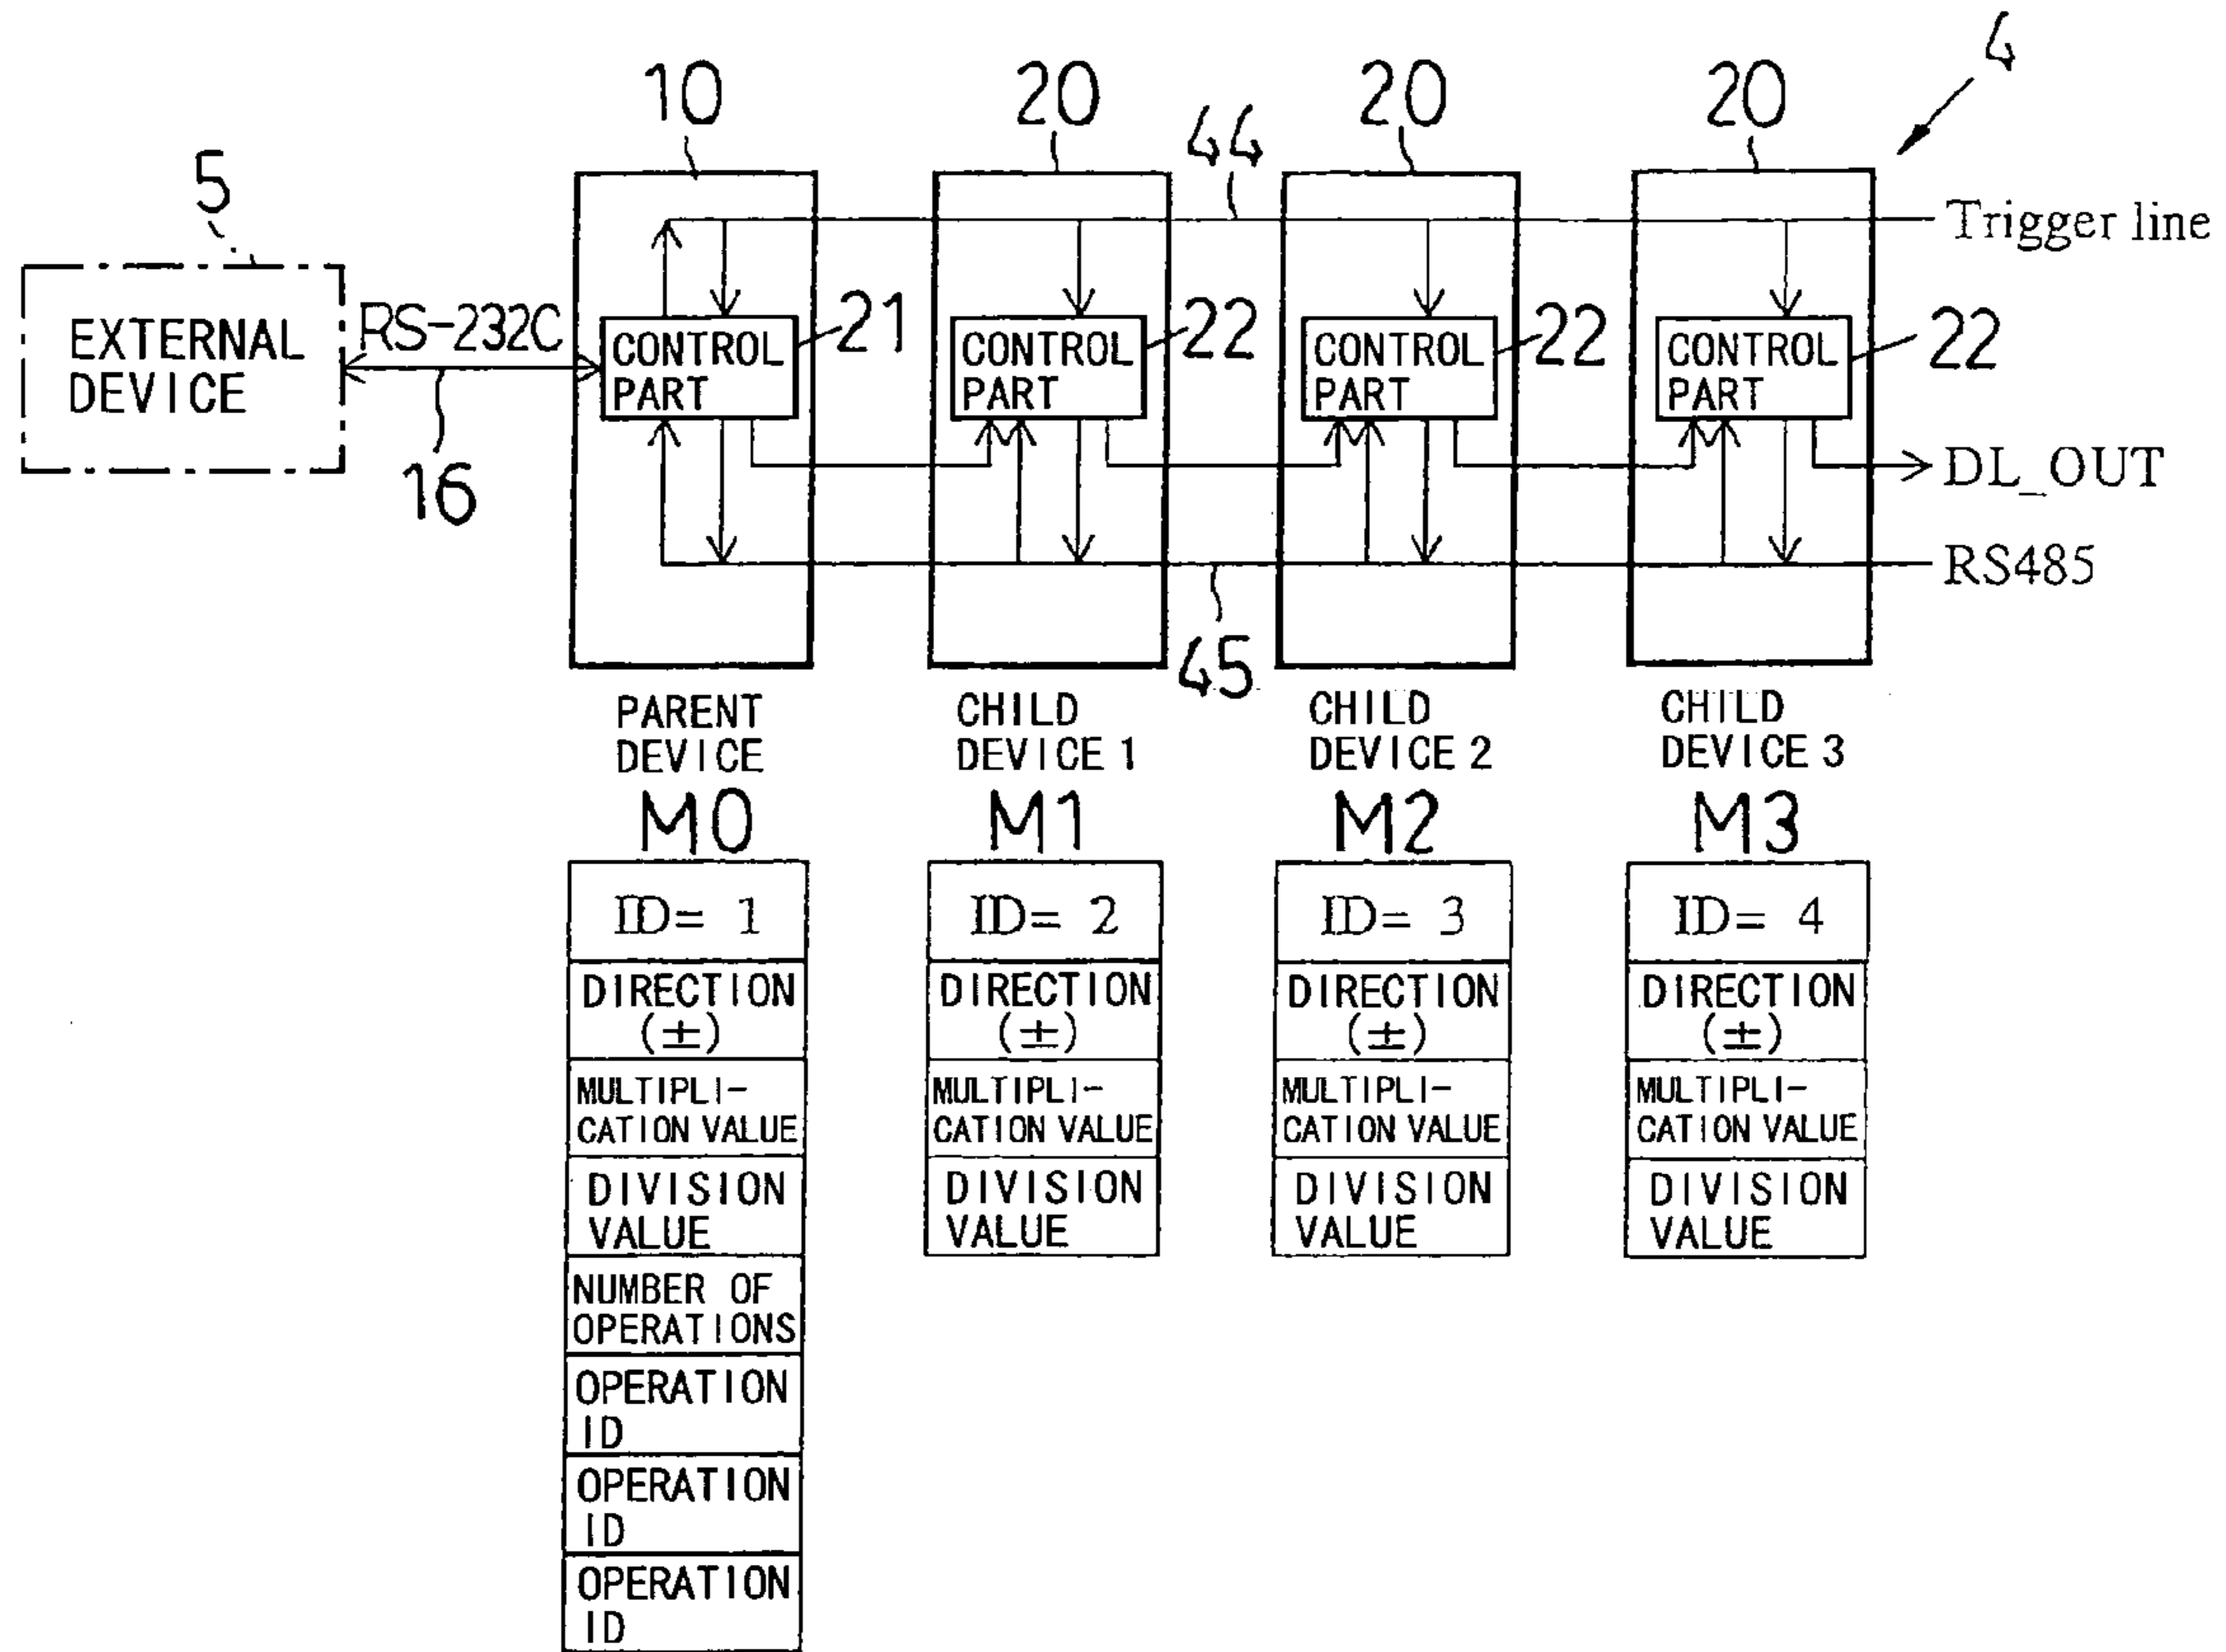 4
10
20
20
20
44
5
Trigger line
EXTERNAL
DEVICE
RS-232C
16
CONTROL
PART
21
CONTROL
PART
22
CONTROL
PART
22
CONTROL
PART
22
DL_OUT
RS485
45
PARENT
DEVICE
M0
CHILD
DEVICE 1
M1
CHILD
DEVICE 2
M2
CHILD
DEVICE 3
M3
ID= 1
DIRECTION
(±)
MULTIPLI-
CATION VALUE
DIVISION
VALUE
NUMBER OF
OPERATIONS
OPERATION
ID
OPERATION
ID
OPERATION
ID
ID= 2
DIRECTION
(±)
MULTIPLI-
CATION VALUE
DIVISION
VALUE
ID= 3
DIRECTION
(±)
MULTIPLI-
CATION VALUE
DIVISION
VALUE
ID= 4
DIRECTION
(±)
MULTIPLI-
CATION VALUE
DIVISION
VALUE